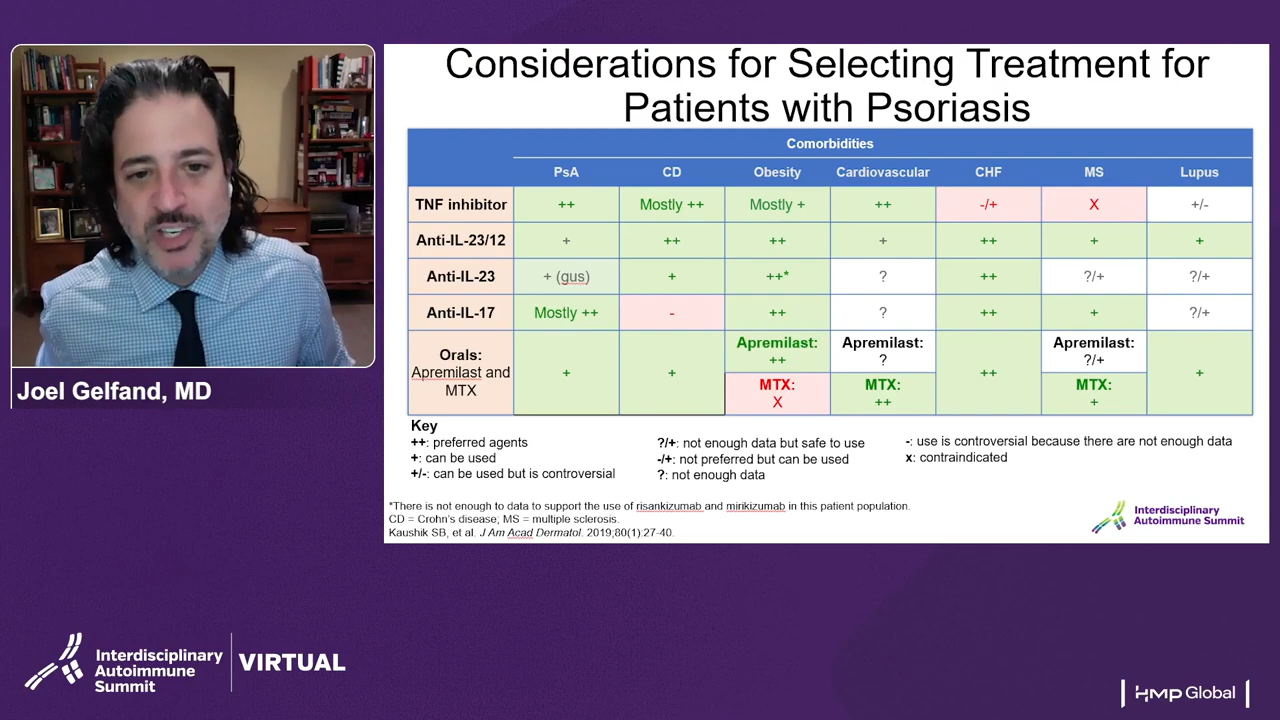 Considerations for Selecting Treatment for
Patients with Psoriasis
Comorbidities
PsA CD Obesity Cardiovascular CHF MS Lupus
TNF inhibitor ++ Mostly ++ Mostly + ++ -/+ X +/-
Anti-IL-23/12 + ++ ++ + ++ + +
Anti-IL-23 + (gus) + ++* ? ++ ?/+ ?/+
Anti-IL-17 Mostly ++ - ++ ? ++ + ?/+
Orals:
Apremilast and
MTX
+ +
Apremilast:
++
MTX:
X
Apremilast:
?
MTX:
++
++
Apremilast:
?/+
MTX:
+
+
Key
++: preferred agents
+: can be used
+/-: can be used but is controversial
?/+: not enough data but safe to use
-/+: not preferred but can be used
?: not enough data
-: use is controversial because there are not enough data
x: contraindicated
*There is not enough to data to support the use of risankizumab and mirikizumab in this patient population.
CD = Crohn's disease; MS = multiple sclerosis.
Kaushik SB, et al. J Am Acad Dermatol. 2019;80(1):27-40.
Interdisciplinary
Autoimmune Summit
Joel Gelfand, MD
Interdisciplinary
Autoimmune
Summit
VIRTUAL
HMP Global